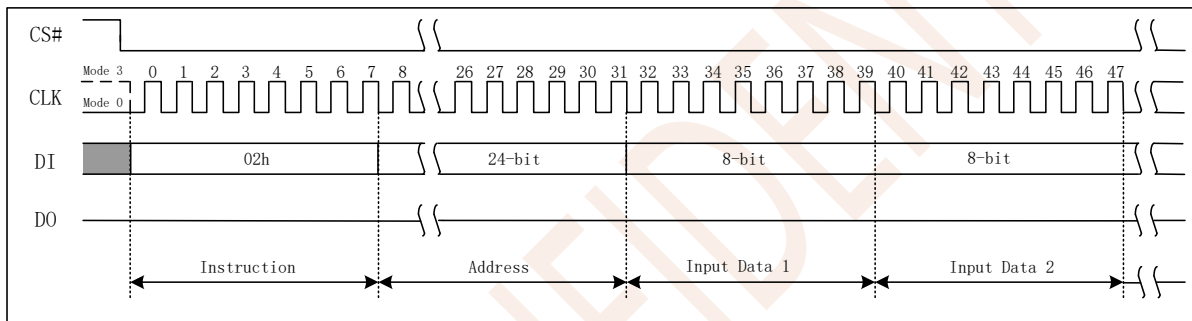 CS#
Mode 3 0 1 2 3 4 5 6 7 8 26 27 28 29 30 31 32 33 34 35 36 37 38 39 40 41 42 43 44 45 46 47
CLK
Mode 0
DI 02h 24-bit 8-bit 8-bit
DO
Instruction Address Input Data 1 Input Data 2